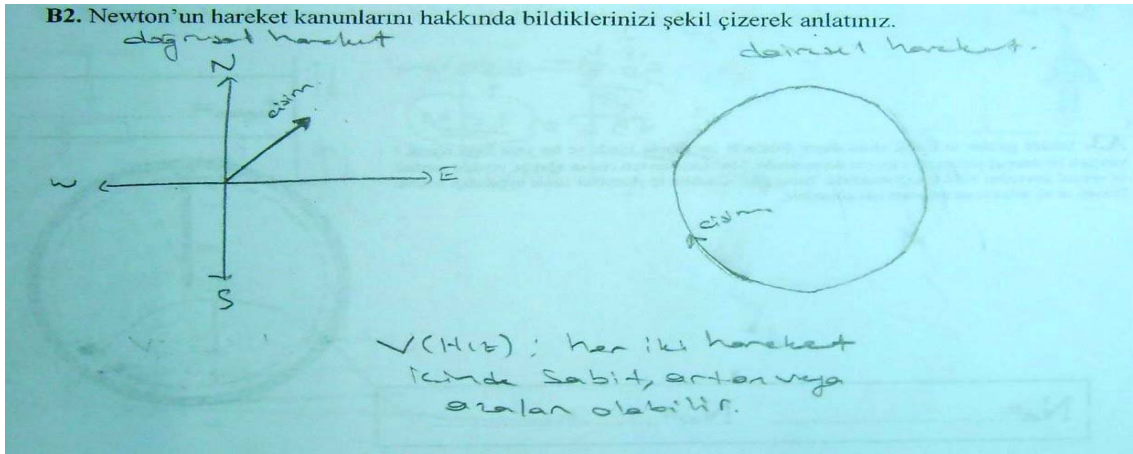 B2. Newton'un hareket kanunlarını hakkında bildiklerinizi şekil çizerek anlatınız.
doğrusal hareket
dairesel hareket.
N
cisim
W
E
cisim
S
V(Hız): her iki hareket
içinde sabit, artan veya
azalan olabilir.